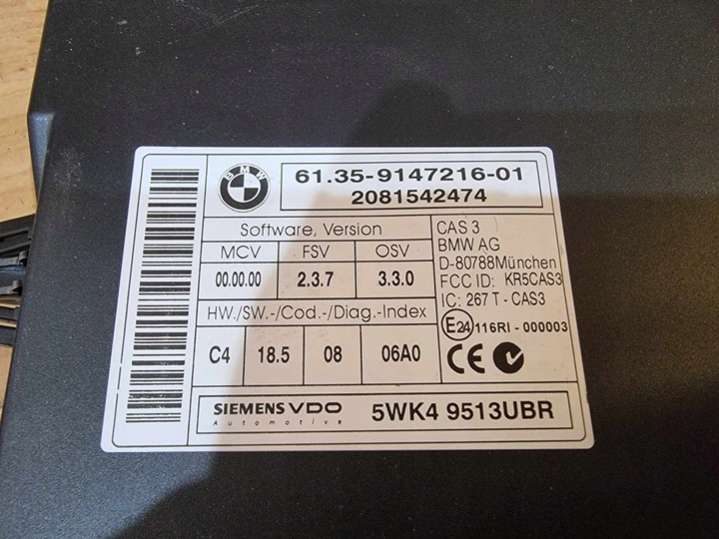 BMW
61.35-9147216-01
2081542474
Software, Version
MCV FSV OSV
00.00.00 2.3.7 3.3.0
HW./SW.-/Cod.-/Diag.-Index
C4 18.5 08 06A0
CAS 3
BMW AG
D-80788München
FCC ID: KR5CAS3
IC: 267 T - CAS3
E24 116RI - 000003
CE
SIEMENS VDO
Automotive
5WK4 9513UBR